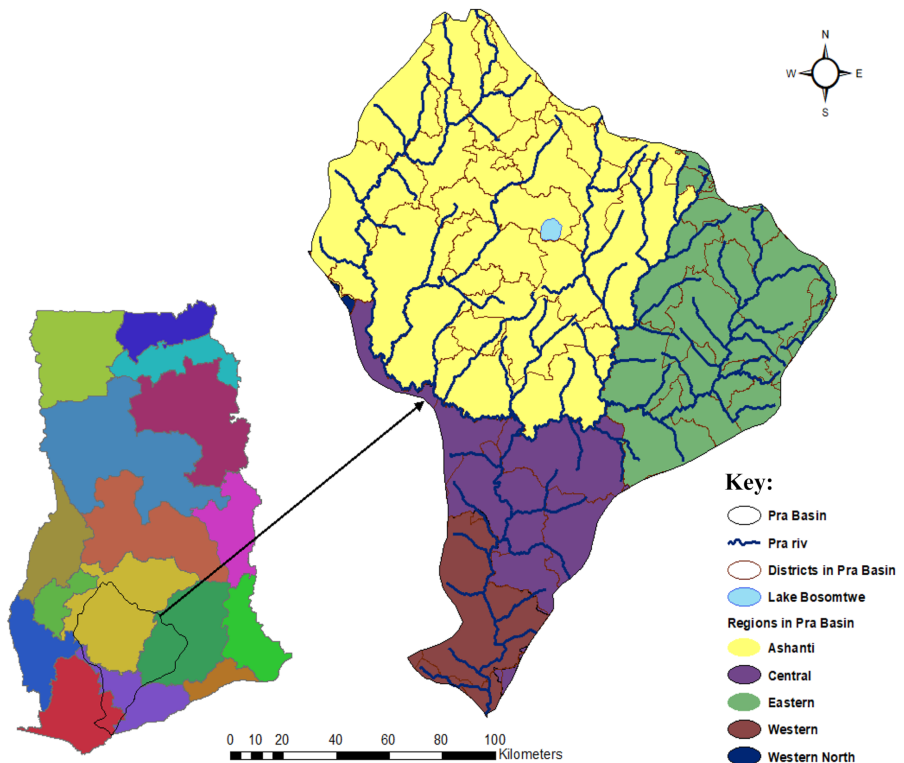 N
W E
S
Key:
Pra Basin
Pra riv
Districts in Pra Basin
Lake Bosomtwe
Regions in Pra Basin
Ashanti
Central
Eastern
Western
Western North
0 10 20 40 60 80 100
Kilometers